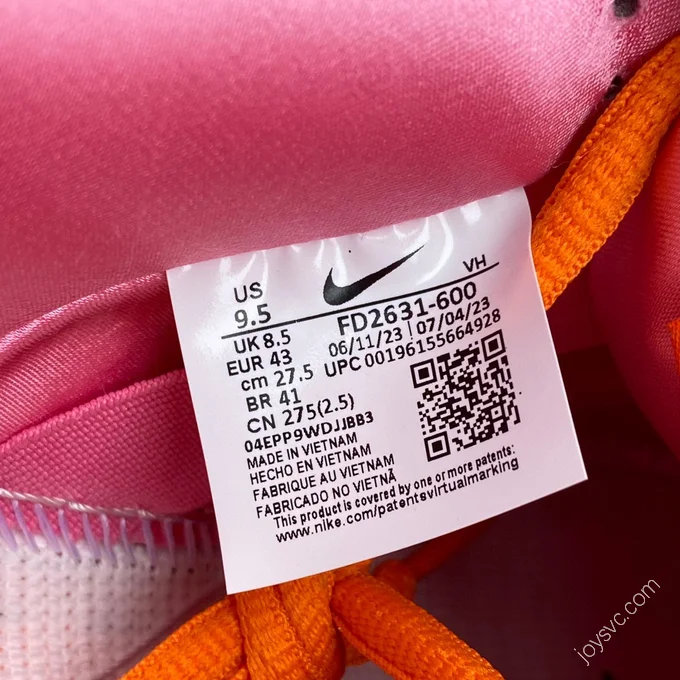 US
9.5
UK 8.5
EUR 43
cm 27.5
BR 41
CN 275(2.5)
VH
FD2631-600
06/11/23 | 07/04/23
UPC 00196155664928
04EPP9WDJJBB3
MADE IN VIETNAM
HECHO EN VIETNAM
FABRIQUE AU VIETNAM
FABRICADO NO VIETNÃ
This product is covered by one or more patents:
www.nike.com/patentsvirtualmarking
joysvc.com